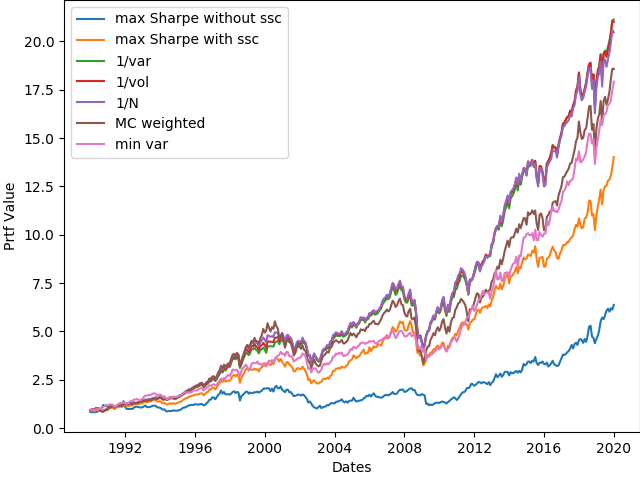 max Sharpe without ssc
max Sharpe with ssc
1/var
1/vol
1/N
MC weighted
min var
20.0
17.5
15.0
12.5
10.0
7.5
5.0
2.5
0.0
Prtf Value
1992 1996 2000 2004 2008 2012 2016 2020
Dates